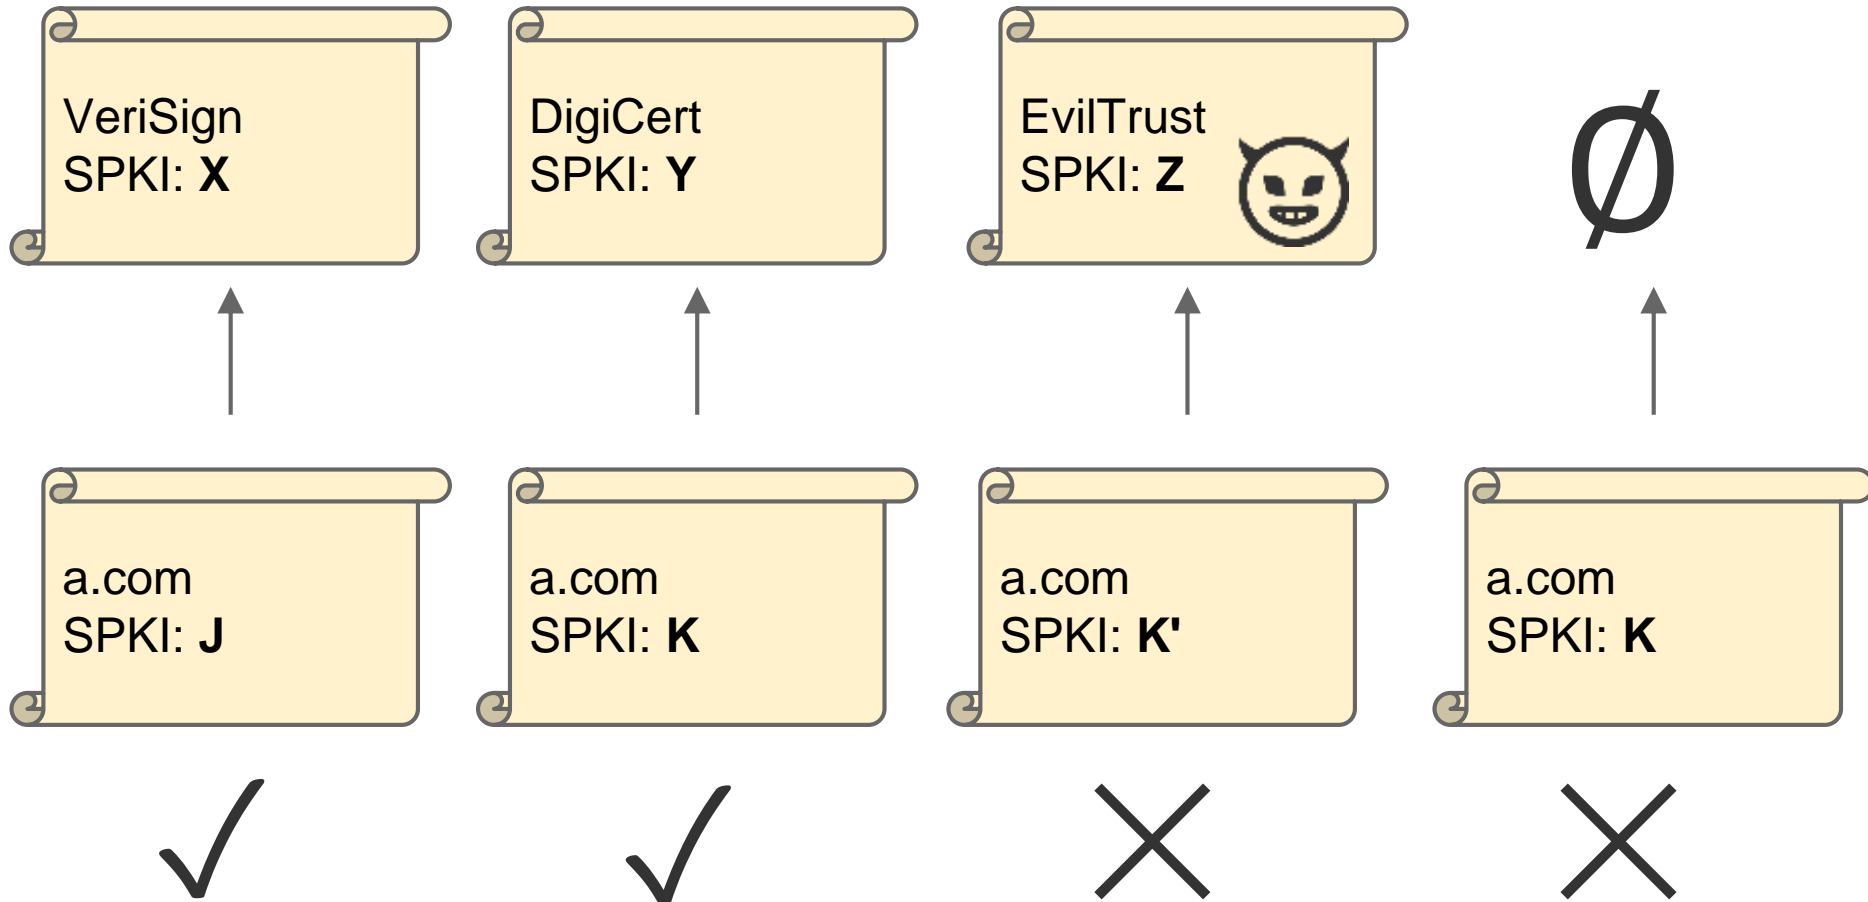 VeriSign
SPKI: X
DigiCert
SPKI: Y
EvilTrust
SPKI: Z
Ø
a.com
SPKI: J
a.com
SPKI: K
a.com
SPKI: K'
a.com
SPKI: K